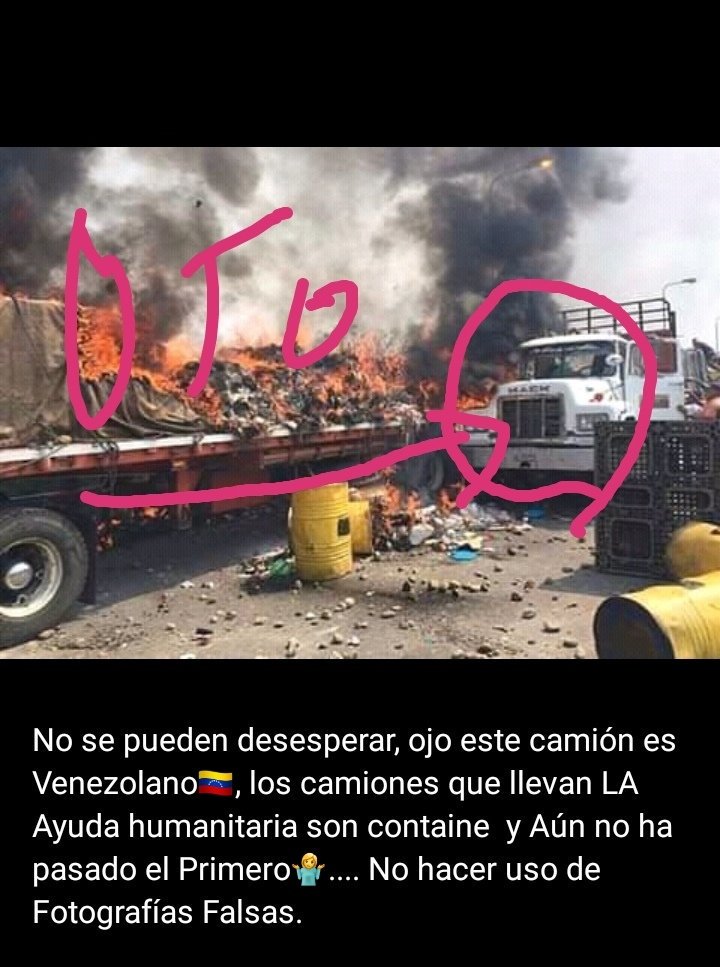 OJO
MACK
No se pueden desesperar, ojo este camión es
Venezolano🇻🇪, los camiones que llevan LA
Ayuda humanitaria son containe y Aún no ha
pasado el Primero🤷‍♀️.... No hacer uso de
Fotografías Falsas.